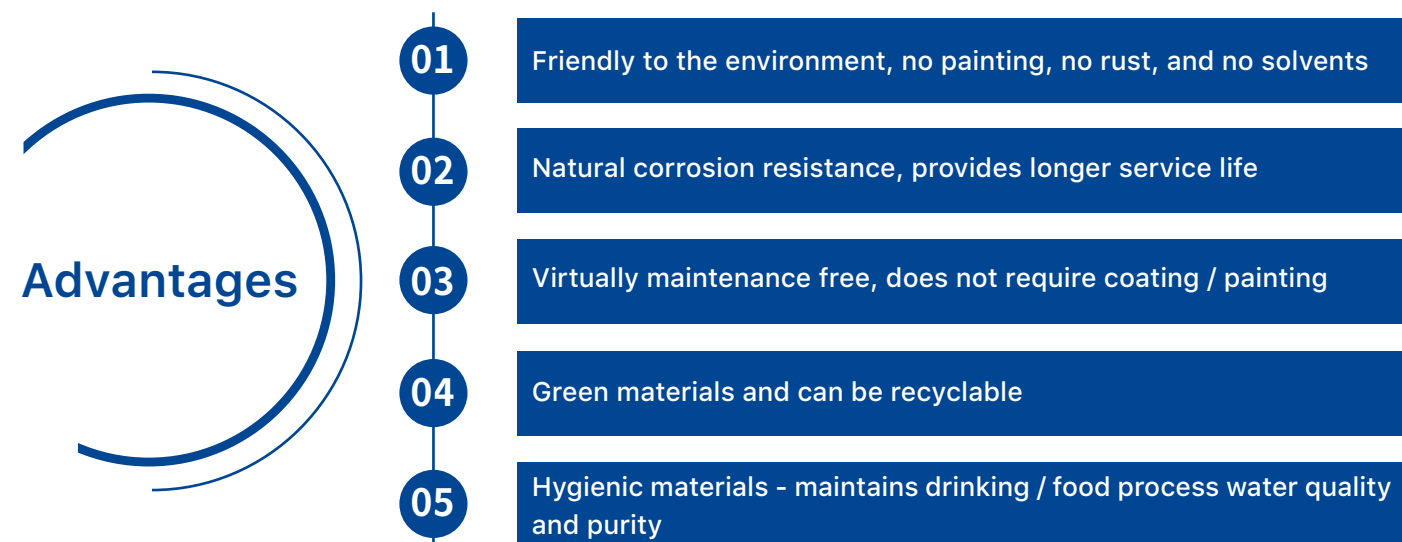 Advantages
01
Friendly to the environment, no painting, no rust, and no solvents
02
Natural corrosion resistance, provides longer service life
03
Virtually maintenance free, does not require coating / painting
04
Green materials and can be recyclable
05
Hygienic materials - maintains drinking / food process water quality
and purity